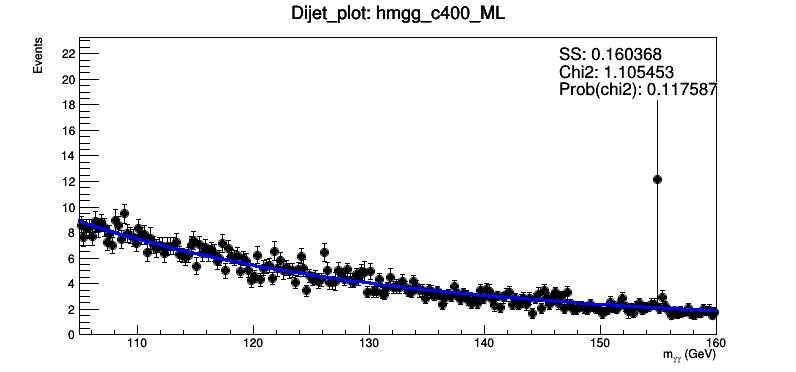 Dijet_plot: hmgg_c400_ML
Events
SS: 0.160368
Chi2: 1.105453
Prob(chi2): 0.117587
22
20
18
16
14
12
10
8
6
4
2
0
110 120 130 140 150 160
m_γγ (GeV)